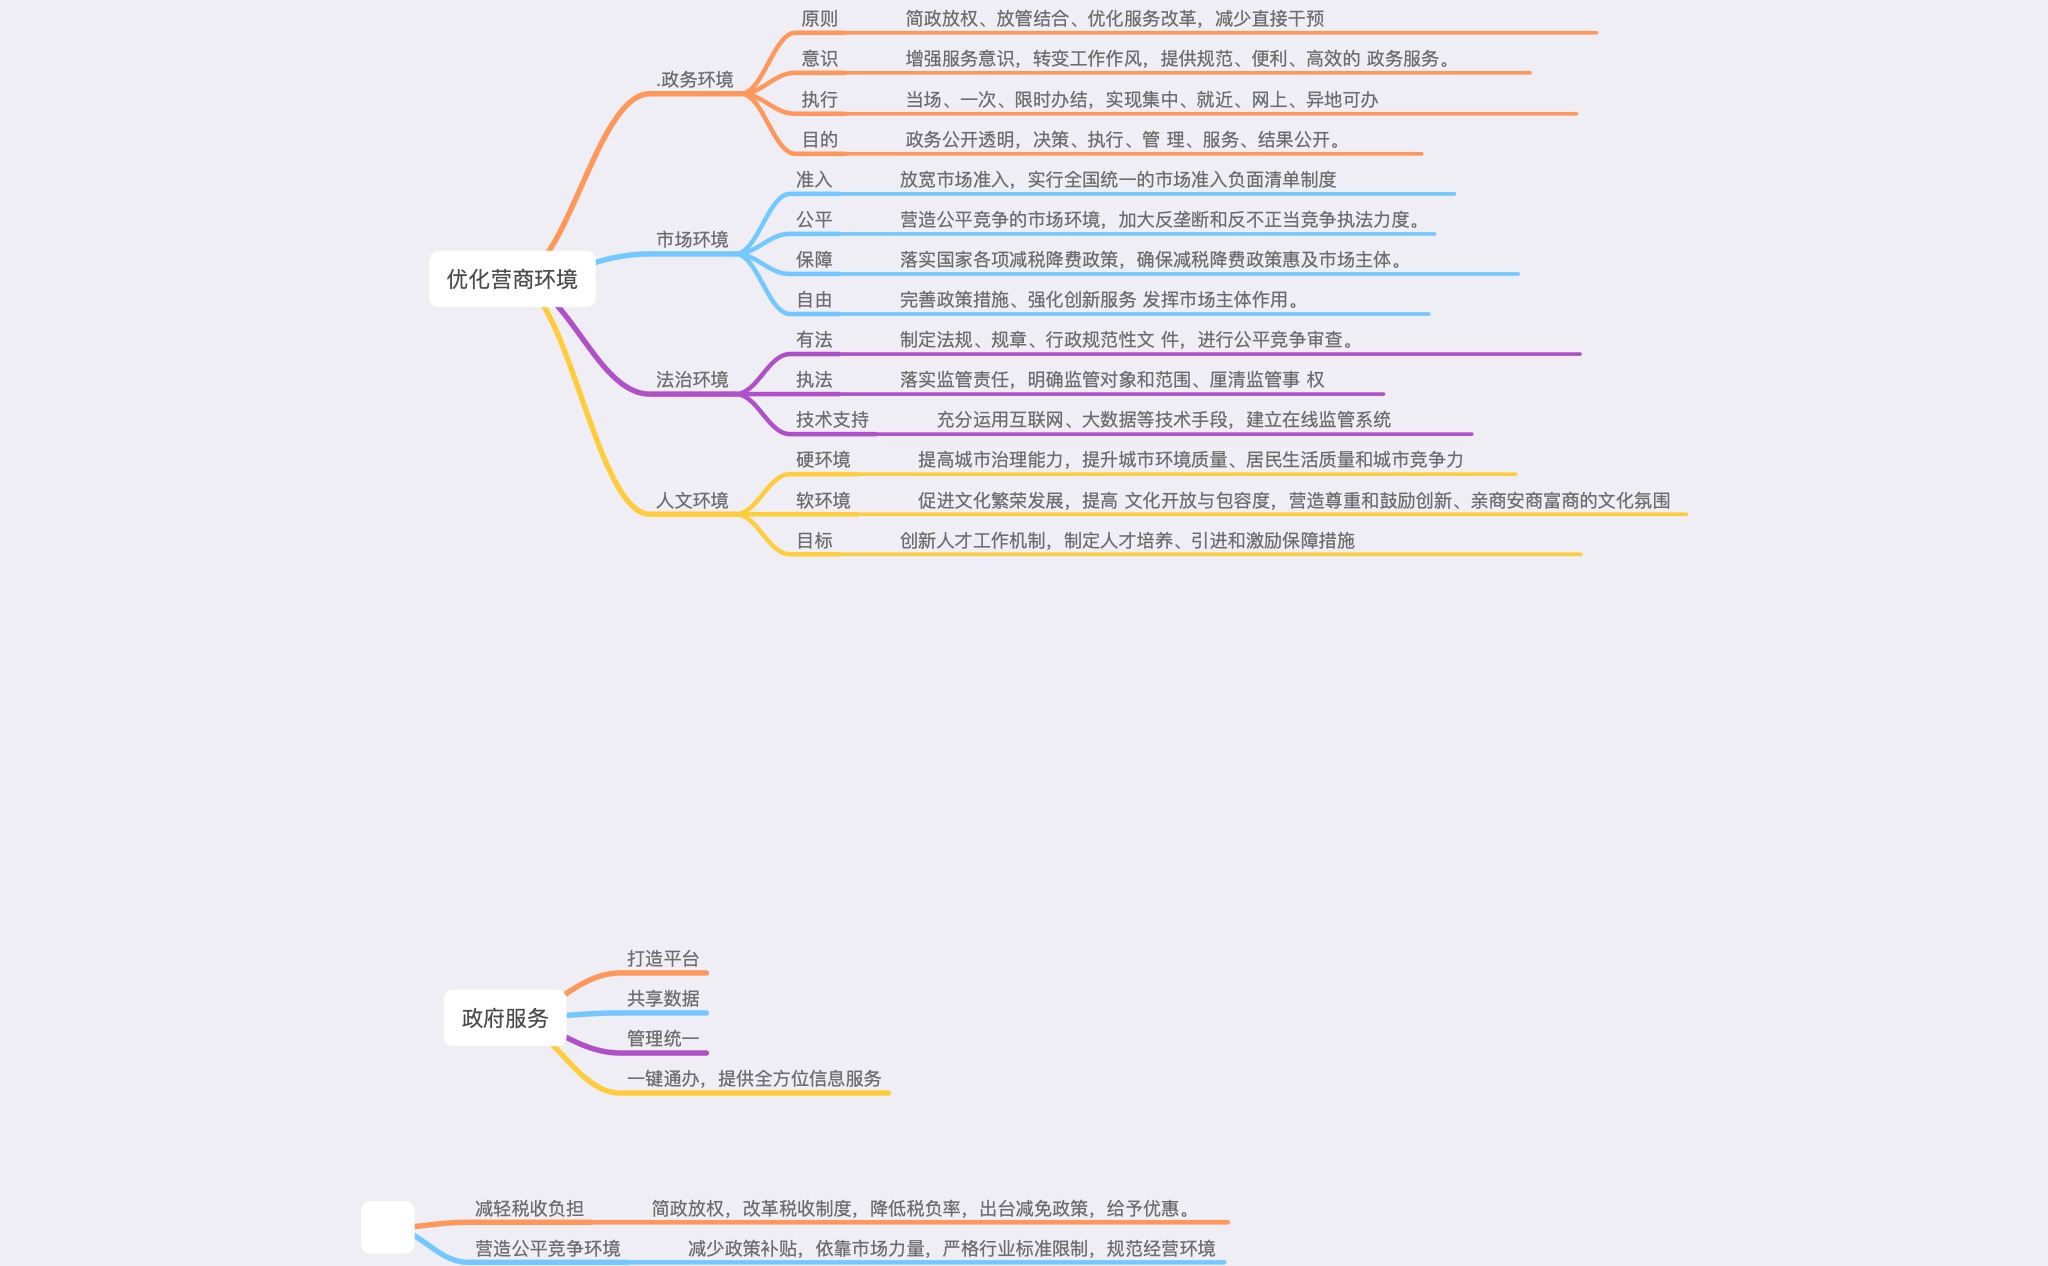 优化营商环境
.政务环境
原则 简政放权、放管结合、优化服务改革，减少直接干预
意识 增强服务意识，转变工作作风，提供规范、便利、高效的 政务服务。
执行 当场、一次、限时办结，实现集中、就近、网上、异地可办
目的 政务公开透明，决策、执行、管 理、服务、结果公开。
市场环境
准入 放宽市场准入，实行全国统一的市场准入负面清单制度
公平 营造公平竞争的市场环境，加大反垄断和反不正当竞争执法力度。
保障 落实国家各项减税降费政策，确保减税降费政策惠及市场主体。
自由 完善政策措施、强化创新服务 发挥市场主体作用。
法治环境
有法 制定法规、规章、行政规范性文 件，进行公平竞争审查。
执法 落实监管责任，明确监管对象和范围、厘清监管事 权
技术支持 充分运用互联网、大数据等技术手段，建立在线监管系统
人文环境
硬环境 提高城市治理能力，提升城市环境质量、居民生活质量和城市竞争力
软环境 促进文化繁荣发展，提高 文化开放与包容度，营造尊重和鼓励创新、亲商安商富商的文化氛围
目标 创新人才工作机制，制定人才培养、引进和激励保障措施
政府服务
打造平台
共享数据
管理统一
一键通办，提供全方位信息服务
减轻税收负担 简政放权，改革税收制度，降低税负率，出台减免政策，给予优惠。
营造公平竞争环境 减少政策补贴，依靠市场力量，严格行业标准限制，规范经营环境